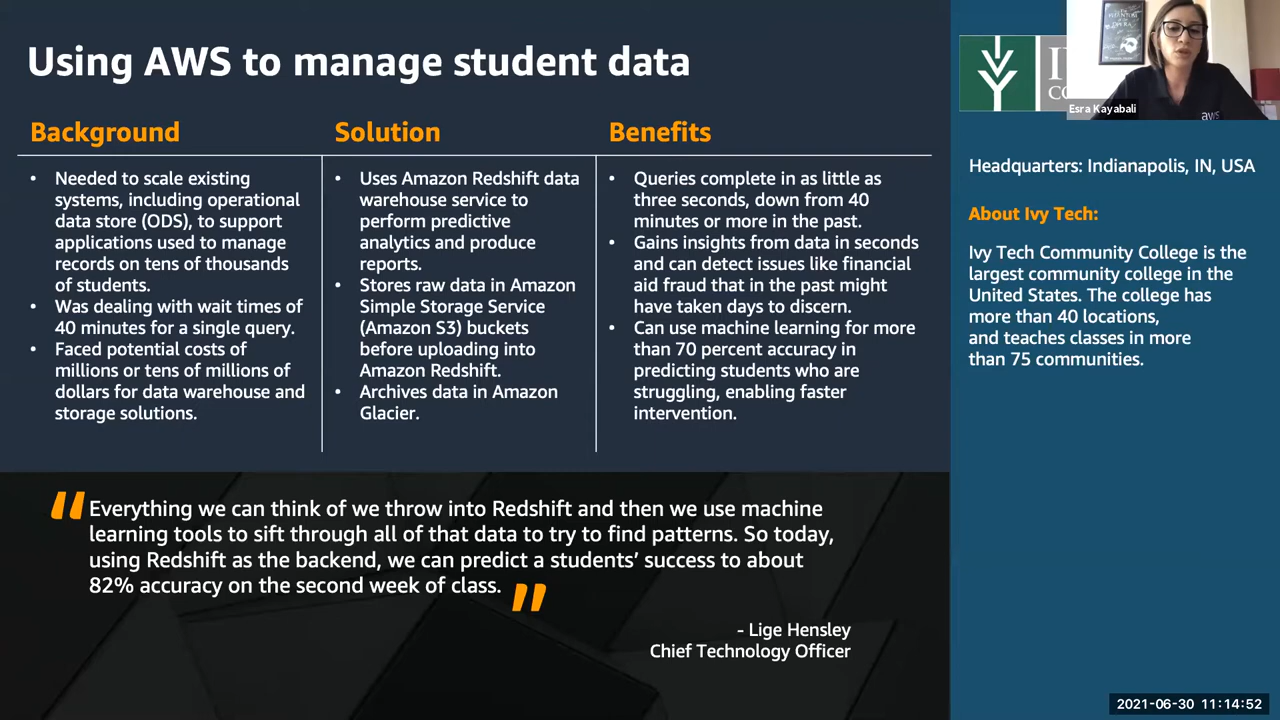 Using AWS to manage student data
Background
Needed to scale existing
systems, including operational
data store (ODS), to support
applications used to manage
records on tens of thousands
of students.
Was dealing with wait times of
40 minutes for a single query.
Faced potential costs of
millions or tens of millions of
dollars for data warehouse and
storage solutions.
Solution
Uses Amazon Redshift data
warehouse service to
perform predictive
analytics and produce
reports.
Stores raw data in Amazon
Simple Storage Service
(Amazon S3) buckets
before uploading into
Amazon Redshift.
Archives data in Amazon
Glacier.
Benefits
Queries complete in as little as
three seconds, down from 40
minutes or more in the past.
Gains insights from data in seconds
and can detect issues like financial
aid fraud that in the past might
have taken days to discern.
Can use machine learning for more
than 70 percent accuracy in
predicting students who are
struggling, enabling faster
intervention.
Everything we can think of we throw into Redshift and then we use machine
learning tools to sift through all of that data to try to find patterns. So today,
using Redshift as the backend, we can predict a students’ success to about
82% accuracy on the second week of class.
- Lige Hensley
Chief Technology Officer
Esra Kayabali
aws
Headquarters: Indianapolis, IN, USA
About Ivy Tech:
Ivy Tech Community College is the
largest community college in the
United States. The college has
more than 40 locations,
and teaches classes in more
than 75 communities.
2021-06-30 11:14:52